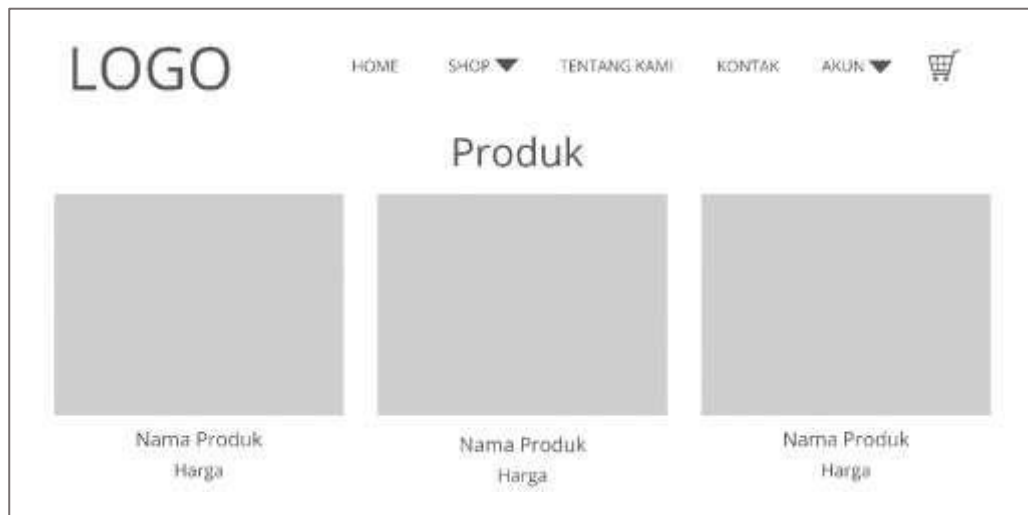 LOGO
HOME SHOP TENTANG KAMI KONTAK AKUN
Produk
Nama Produk Nama Produk Nama Produk
Harga Harga Harga